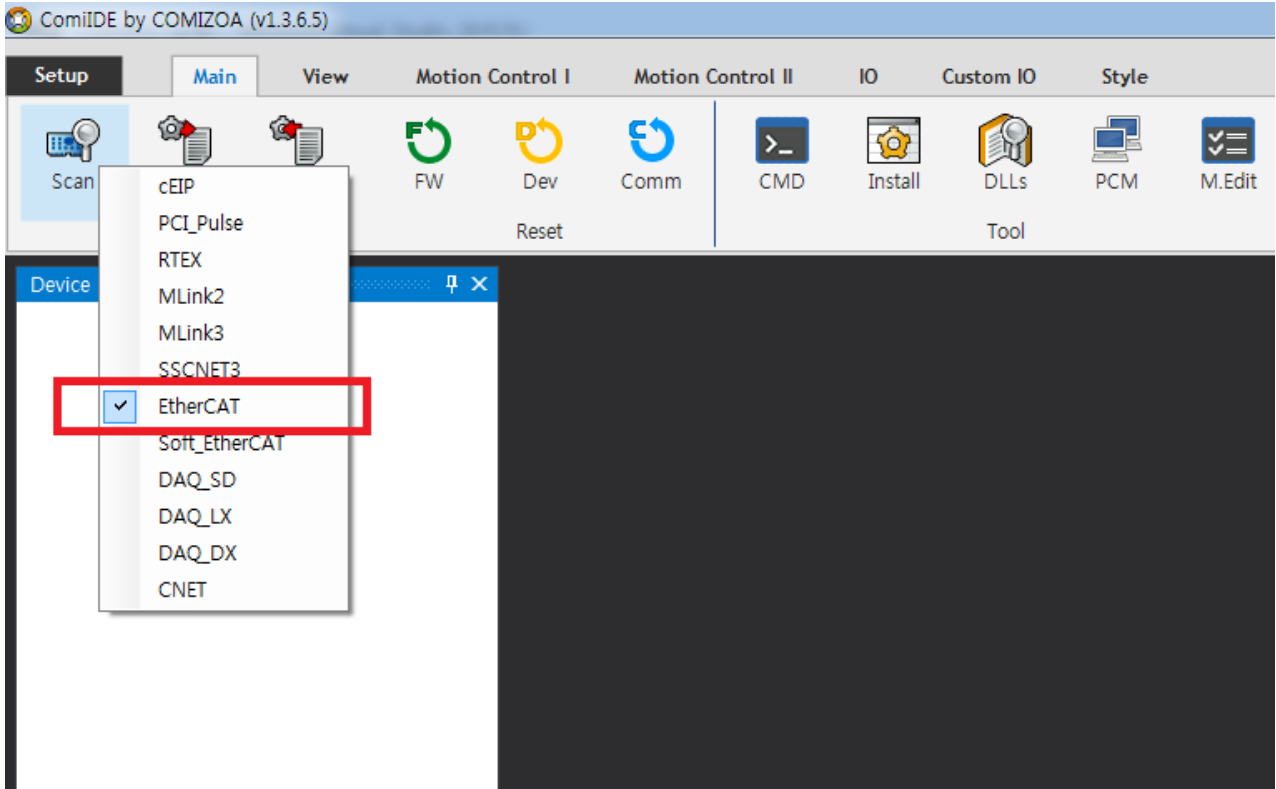 ComiIDE by COMIZOA (v1.3.6.5)
Setup Main View Motion Control I Motion Control II IO Custom IO Style
Scan FW Dev Comm CMD Install DLLs PCM M.Edit
Reset Tool
Device
cEIP
PCI_Pulse
RTEX
MLink2
MLink3
SSCNET3
EtherCAT
Soft_EtherCAT
DAQ_SD
DAQ_LX
DAQ_DX
CNET